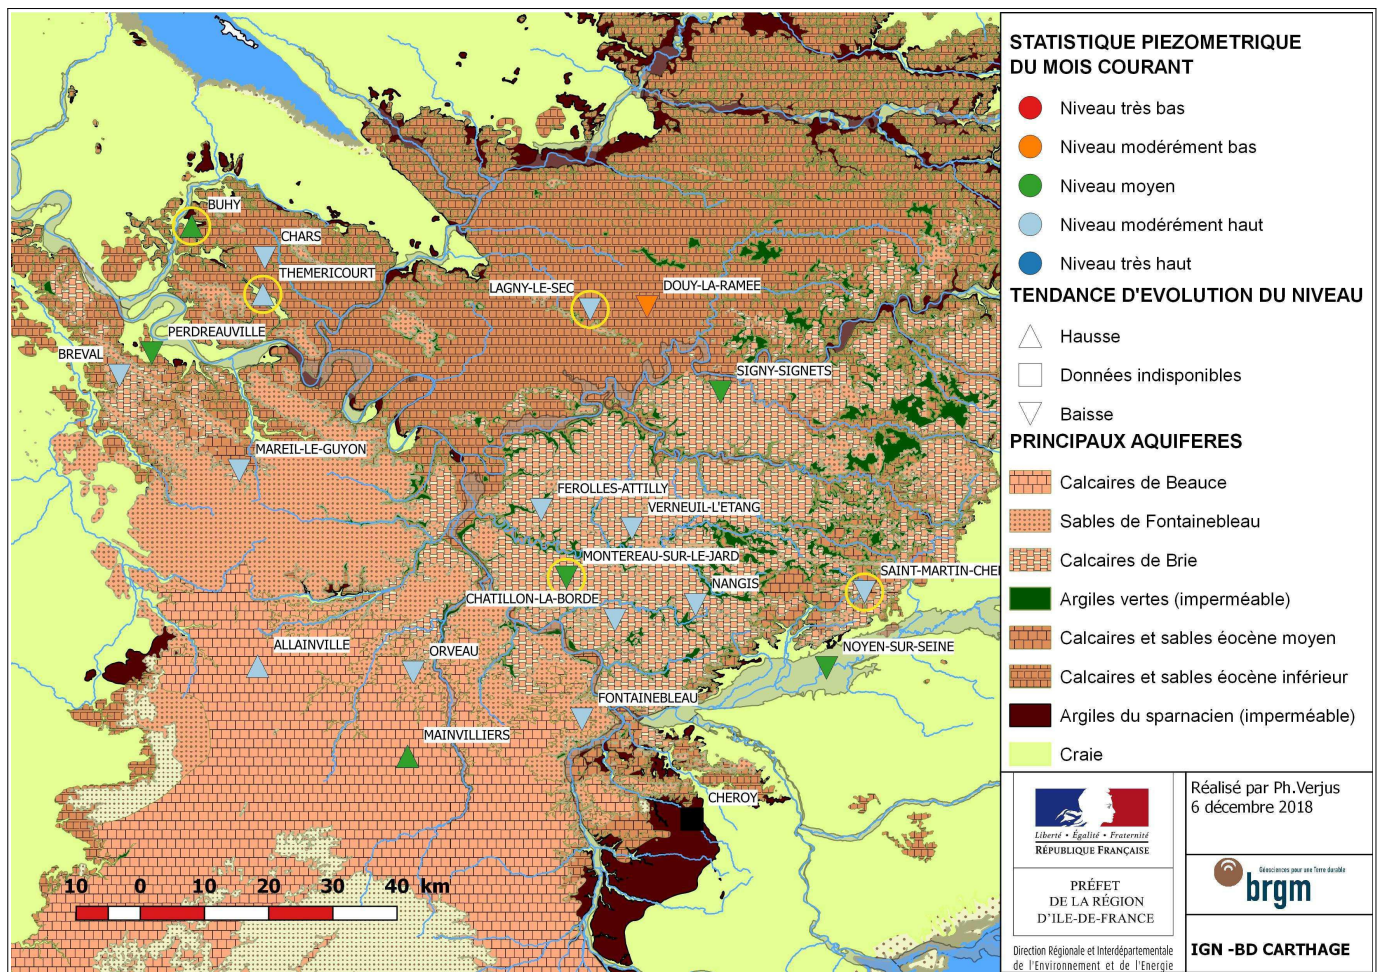 BUHY
CHARS
THEMERICOURT
LAGNY-LE-SEC
DOUY-LA-RAMEE
PERDREAUVILLE
BREVAL
SIGNY-SIGNETS
MAREIL-LE-GUYON
FEROLLES-ATTILLY
VERNEUIL-L'ETANG
MONTEREAU-SUR-LE-JARD
SAINT-MARTIN-CHE
NANGIS
CHATILLON-LA-BORDE
ALLAINVILLE
ORVEAU
NOYEN-SUR-SEINE
FONTAINEBLEAU
MAINVILLIERS
CHEROY
10 0 10 20 30 40 km
STATISTIQUE PIEZOMETRIQUE
DU MOIS COURANT
Niveau très bas
Niveau modérément bas
Niveau moyen
Niveau modérément haut
Niveau très haut
TENDANCE D'EVOLUTION DU NIVEAU
Hausse
Données indisponibles
Baisse
PRINCIPAUX AQUIFERES
Calcaires de Beauce
Sables de Fontainebleau
Calcaires de Brie
Argiles vertes (imperméable)
Calcaires et sables éocène moyen
Calcaires et sables éocène inférieur
Argiles du sparnacien (imperméable)
Craie
Liberté • Égalité • Fraternité
RÉPUBLIQUE FRANÇAISE
PRÉFET
DE LA RÉGION
D'ILE-DE-FRANCE
Direction Régionale et Interdépartementale
de l'Environnement et de l'Energie
Réalisé par Ph.Verjus
6 décembre 2018
Géosciences pour une Terre durable
brgm
IGN -BD CARTHAGE